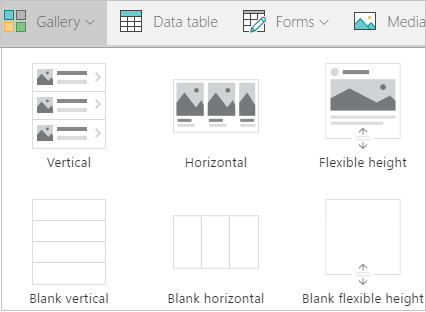 Gallery Data table Forms Media
Vertical Horizontal Flexible height
Blank vertical Blank horizontal Blank flexible height